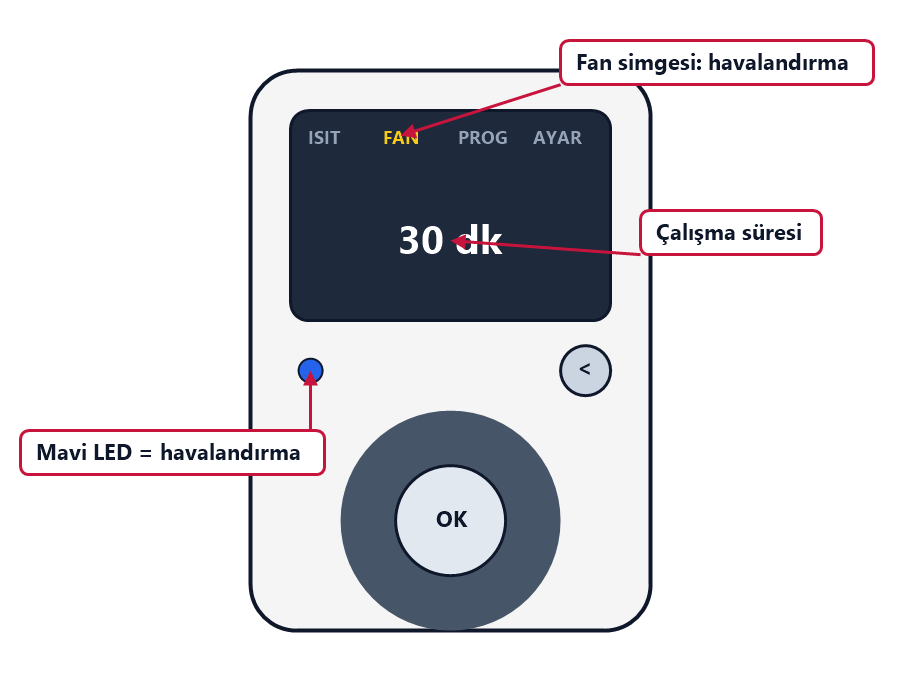 Fan simgesi: havalandırma
ISIT FAN PROG AYAR
30 dk
Çalışma süresi
<
Mavi LED = havalandırma
OK